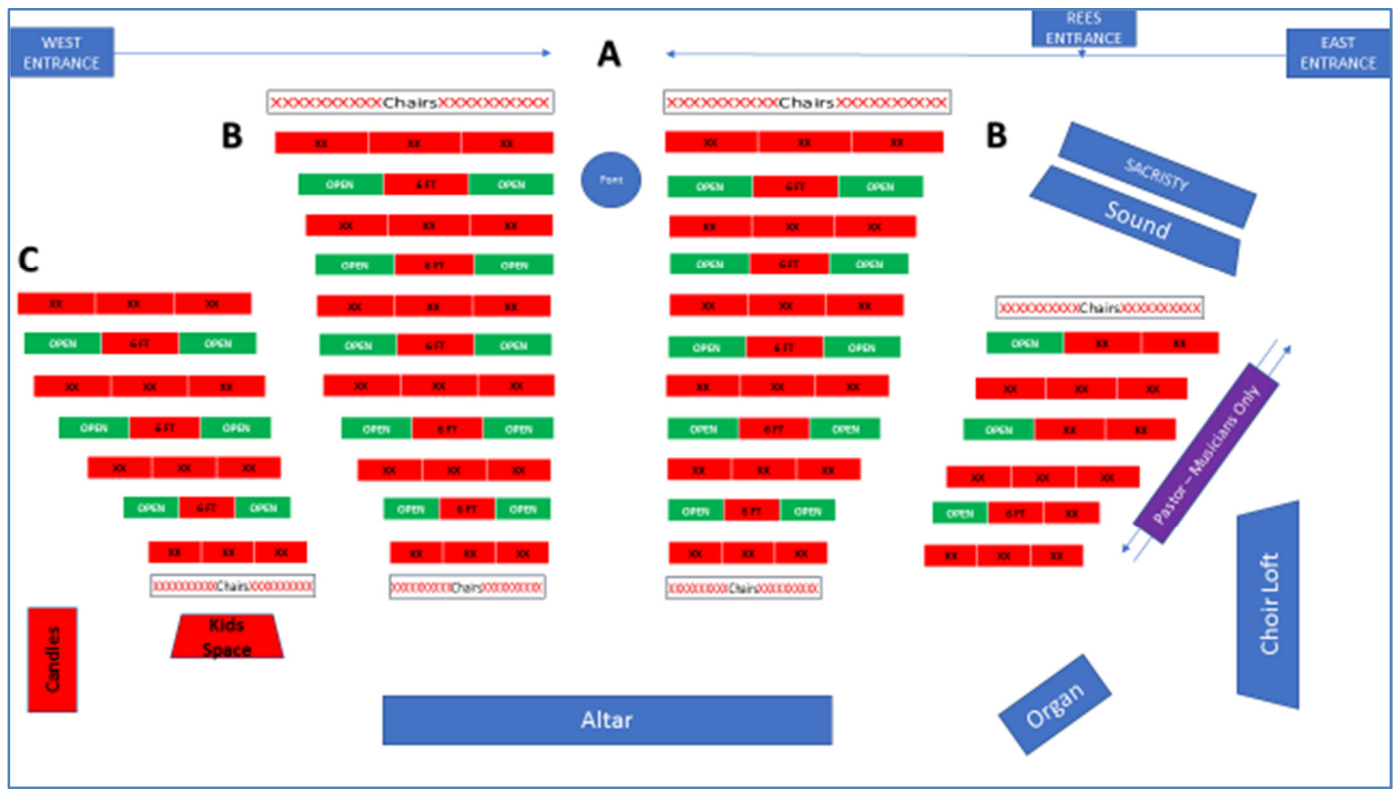 REES
ENTRANCE
WEST
ENTRANCE
A
EAST
ENTRANCE
XXXXXXXXXXChairsXXXXXXXXXX
XXXXXXXXXXChairsXXXXXXXXXX
B
XX XX XX
XX XX XX
B
Font
OPEN 6 FT OPEN
OPEN 6 FT OPEN
SACRISTY
Sound
XX XX XX
XX XX XX
C
OPEN 6 FT OPEN
OPEN 6 FT OPEN
XX XX XX
XX XX XX
XX XX XX
XXXXXXXXXXChairsXXXXXXXXXX
OPEN 6 FT OPEN
OPEN 6 FT OPEN
OPEN 6 FT OPEN
OPEN XX XX
XX XX XX
XX XX XX
XX XX XX
XX XX XX
OPEN 6 FT OPEN
OPEN 6 FT OPEN
OPEN 6 FT OPEN
OPEN XX XX
Pastor – Musicians Only
XX XX XX
XX XX XX
XX XX XX
XX XX XX
OPEN 6 FT OPEN
OPEN 6 FT OPEN
OPEN 6 FT OPEN
OPEN 6 FT XX
XX XX XX
XX XX XX
XX XX XX
XX XX XX
XXXXXXXXXXChairsXXXXXXXXXX
XXXXXXXXXXChairsXXXXXXXXXX
XXXXXXXXXXChairsXXXXXXXXXX
Choir Loft
Kids
Space
Candles
Altar
Organ